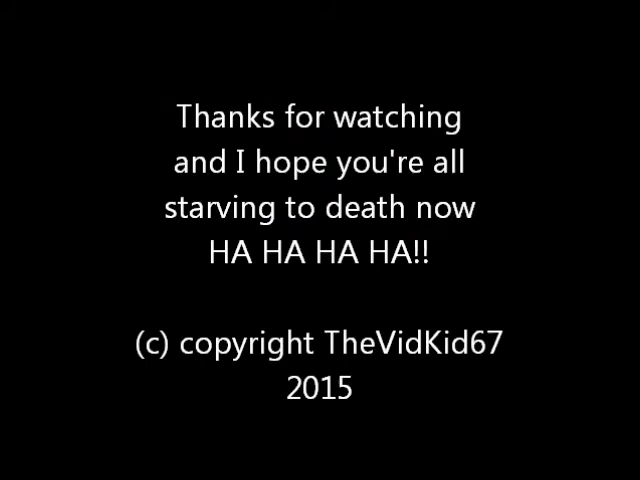 Thanks for watching
and I hope you're all
starving to death now
HA HA HA HA!!
(c) copyright TheVidKid67
2015